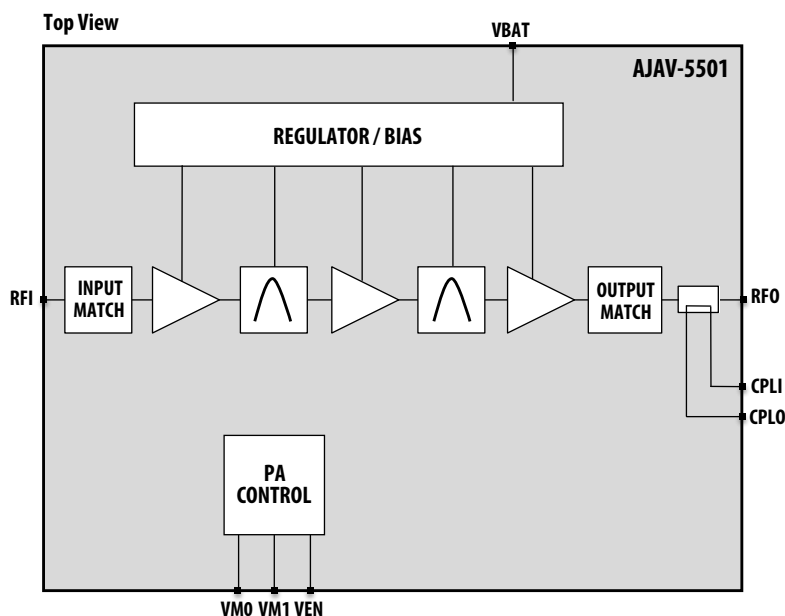 Top View
VBAT
AJAV-5501
REGULATOR / BIAS
RFI
INPUT
MATCH
OUTPUT
MATCH
RFO
CPLI
CPLO
PA
CONTROL
VM0 VM1 VEN